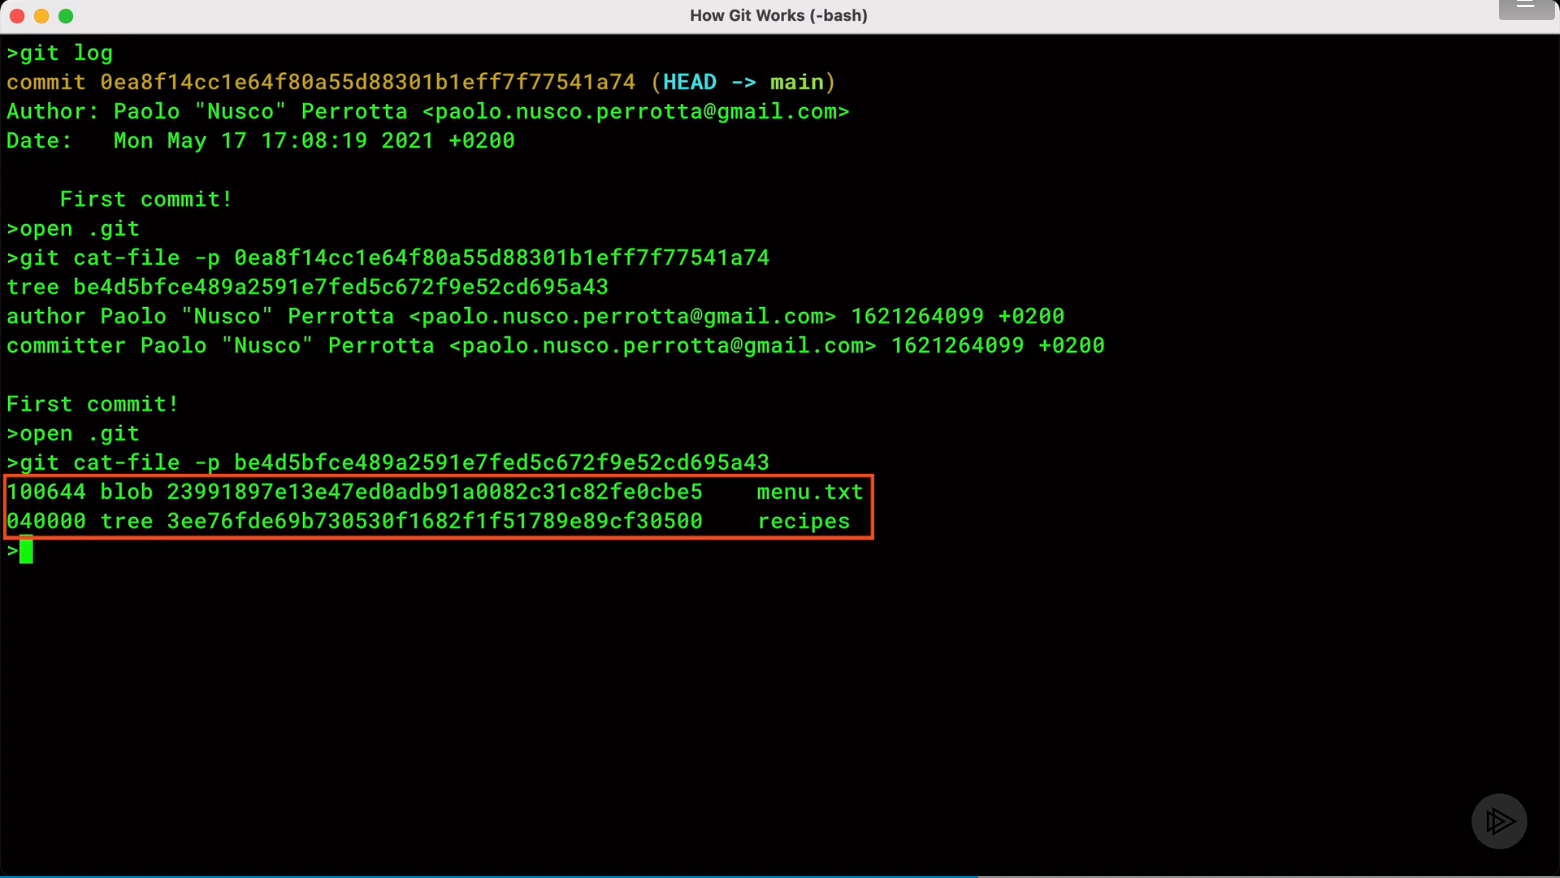 How Git Works (-bash)
>git log
commit 0ea8f14cc1e64f80a55d88301b1eff7f77541a74 (HEAD -> main)
Author: Paolo "Nusco" Perrotta <paolo.nusco.perrotta@gmail.com>
Date:   Mon May 17 17:08:19 2021 +0200
    First commit!
>open .git
>git cat-file -p 0ea8f14cc1e64f80a55d88301b1eff7f77541a74
tree be4d5bfce489a2591e7fed5c672f9e52cd695a43
author Paolo "Nusco" Perrotta <paolo.nusco.perrotta@gmail.com> 1621264099 +0200
committer Paolo "Nusco" Perrotta <paolo.nusco.perrotta@gmail.com> 1621264099 +0200
First commit!
>open .git
>git cat-file -p be4d5bfce489a2591e7fed5c672f9e52cd695a43
100644 blob 23991897e13e47ed0adb91a0082c31c82fe0cbe5    menu.txt
040000 tree 3ee76fde69b730530f1682f1f51789e89cf30500    recipes
>